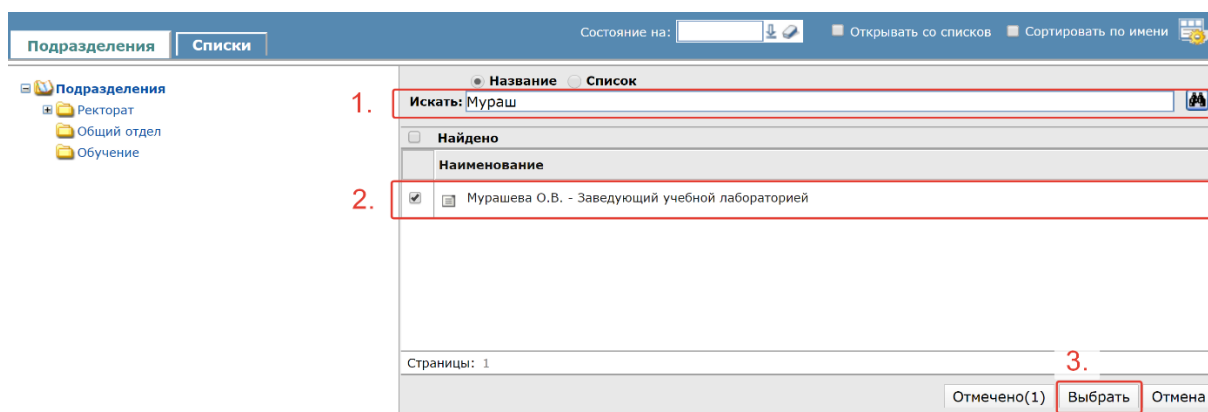 Подразделения Списки Состояние на: Открывать со списков Сортировать по имени
Подразделения
Ректорат
Общий отдел
Обучение
Название Список
1. Искать: Мураш
Найдено
Наименование
2. Мурашева О.В. - Заведующий учебной лабораторией
Страницы: 1
3.
Отмечено(1) Выбрать Отмена